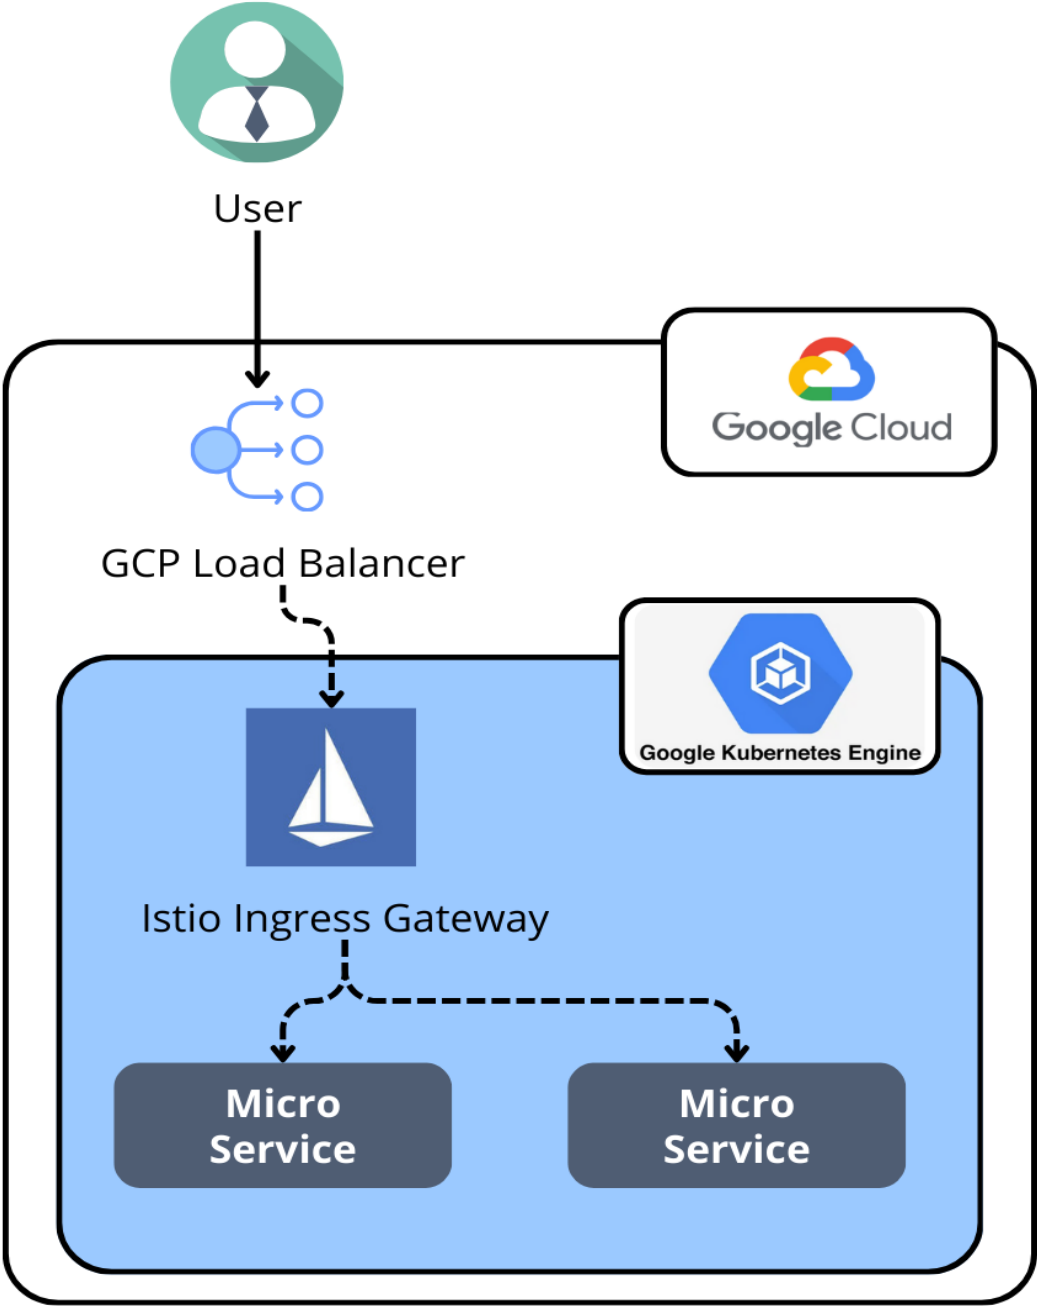 User
Google Cloud
GCP Load Balancer
Google Kubernetes Engine
Istio Ingress Gateway
Micro
Service
Micro
Service